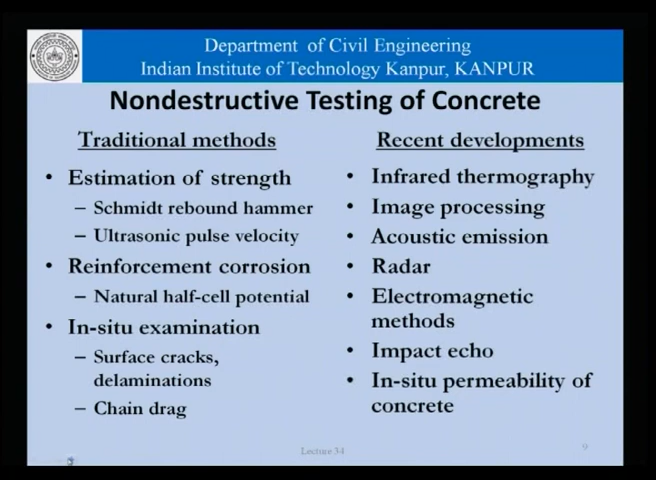 Department of Civil Engineering
Indian Institute of Technology Kanpur, KANPUR
Nondestructive Testing of Concrete
Traditional methods
• Estimation of strength
– Schmidt rebound hammer
– Ultrasonic pulse velocity
• Reinforcement corrosion
– Natural half-cell potential
• In-situ examination
– Surface cracks,
delaminations
– Chain drag
Recent developments
• Infrared thermography
• Image processing
• Acoustic emission
• Radar
• Electromagnetic
methods
• Impact echo
• In-situ permeability of
concrete
Lecture 34
9